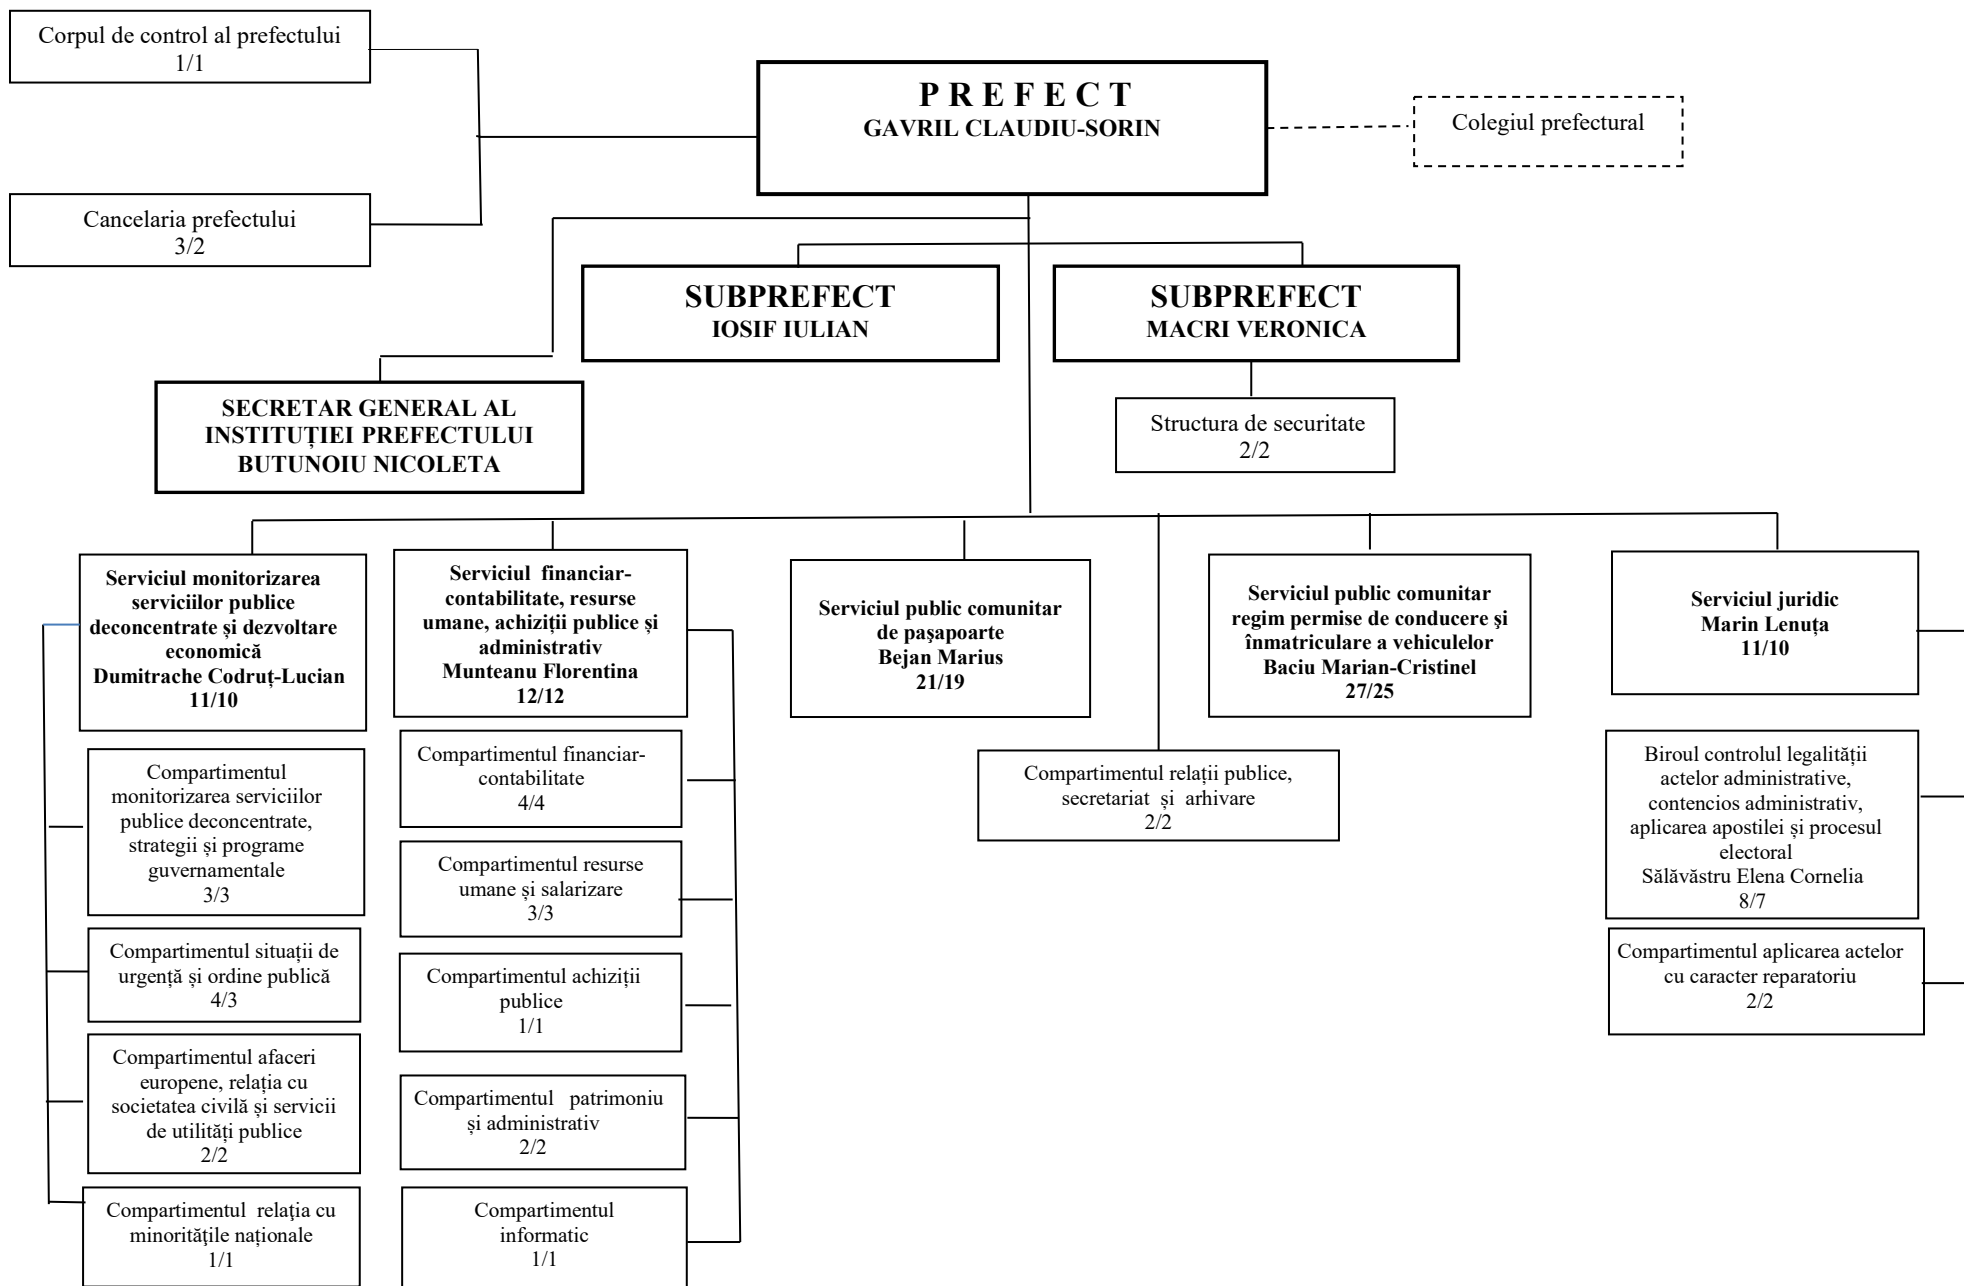 Corpul de control al prefectului
1/1
P R E F E C T
GAVRIL CLAUDIU-SORIN
Colegiul prefectural
Cancelaria prefectului
3/2
SUBPREFECT
IOSIF IULIAN
SUBPREFECT
MACRI VERONICA
SECRETAR GENERAL AL
INSTITUȚIEI PREFECTULUI
BUTUNOIU NICOLETA
Structura de securitate
2/2
Serviciul monitorizarea
serviciilor publice
deconcentrate și dezvoltare
economică
Dumitrache Codruț-Lucian
11/10
Serviciul financiar-
contabilitate, resurse
umane, achiziții publice și
administrativ
Munteanu Florentina
12/12
Serviciul public comunitar
de paşapoarte
Bejan Marius
21/19
Serviciul public comunitar
regim permise de conducere şi
înmatriculare a vehiculelor
Baciu Marian-Cristinel
27/25
Serviciul juridic
Marin Lenuța
11/10
Compartimentul
monitorizarea serviciilor
publice deconcentrate,
strategii și programe
guvernamentale
3/3
Compartimentul situații de
urgență și ordine publică
4/3
Compartimentul afaceri
europene, relația cu
societatea civilă și servicii
de utilități publice
2/2
Compartimentul relaţia cu
minorităţile naționale
1/1
Compartimentul financiar-
contabilitate
4/4
Compartimentul resurse
umane și salarizare
3/3
Compartimentul achiziții
publice
1/1
Compartimentul patrimoniu
și administrativ
2/2
Compartimentul
informatic
1/1
Compartimentul relații publice,
secretariat și arhivare
2/2
Biroul controlul legalității
actelor administrative,
contencios administrativ,
aplicarea apostilei și procesul
electoral
Sălăvăstru Elena Cornelia
8/7
Compartimentul aplicarea actelor
cu caracter reparatoriu
2/2